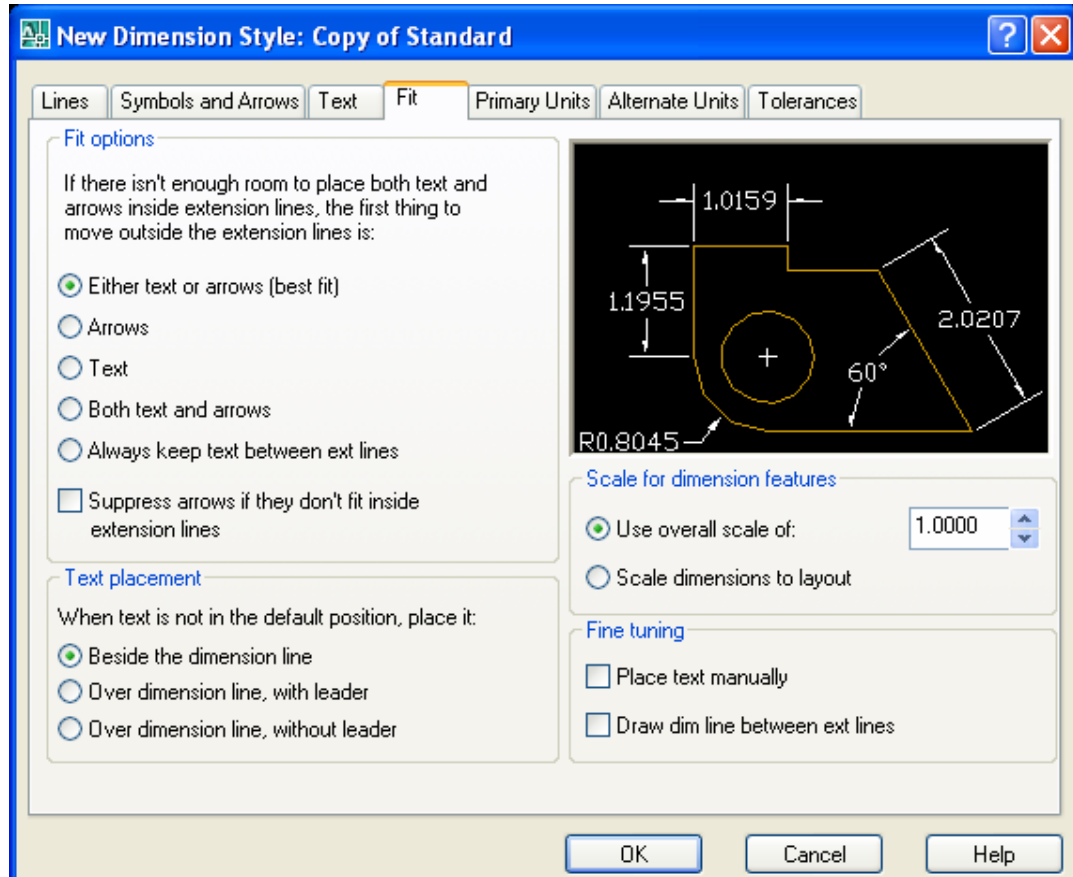 New Dimension Style: Copy of Standard
Lines
Symbols and Arrows
Text
Fit
Primary Units
Alternate Units
Tolerances
Fit options
If there isn't enough room to place both text and
arrows inside extension lines, the first thing to
move outside the extension lines is:
Either text or arrows (best fit)
Arrows
Text
Both text and arrows
Always keep text between ext lines
Suppress arrows if they don't fit inside
extension lines
Text placement
When text is not in the default position, place it:
Beside the dimension line
Over dimension line, with leader
Over dimension line, without leader
1.0159
1.1955
2.0207
60°
R0.8045
Scale for dimension features
Use overall scale of:
1.0000
Scale dimensions to layout
Fine tuning
Place text manually
Draw dim line between ext lines
OK
Cancel
Help